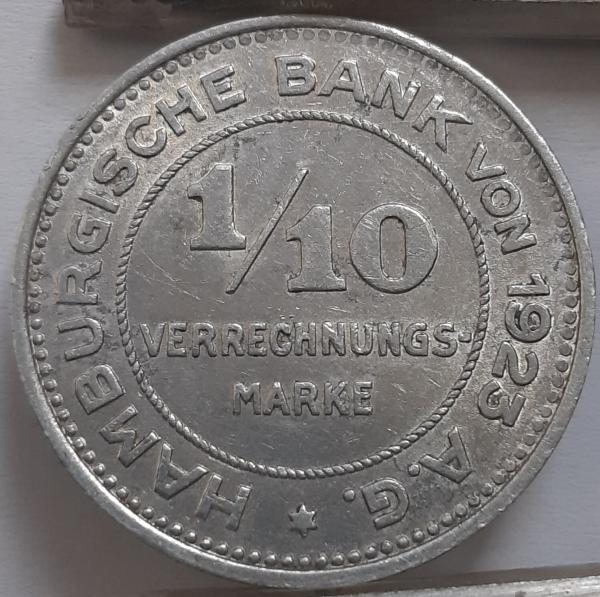 HAMBURGISCHE BANK VON 1923 A.G.
1/10
VERRECHNUNGS-
MARKE